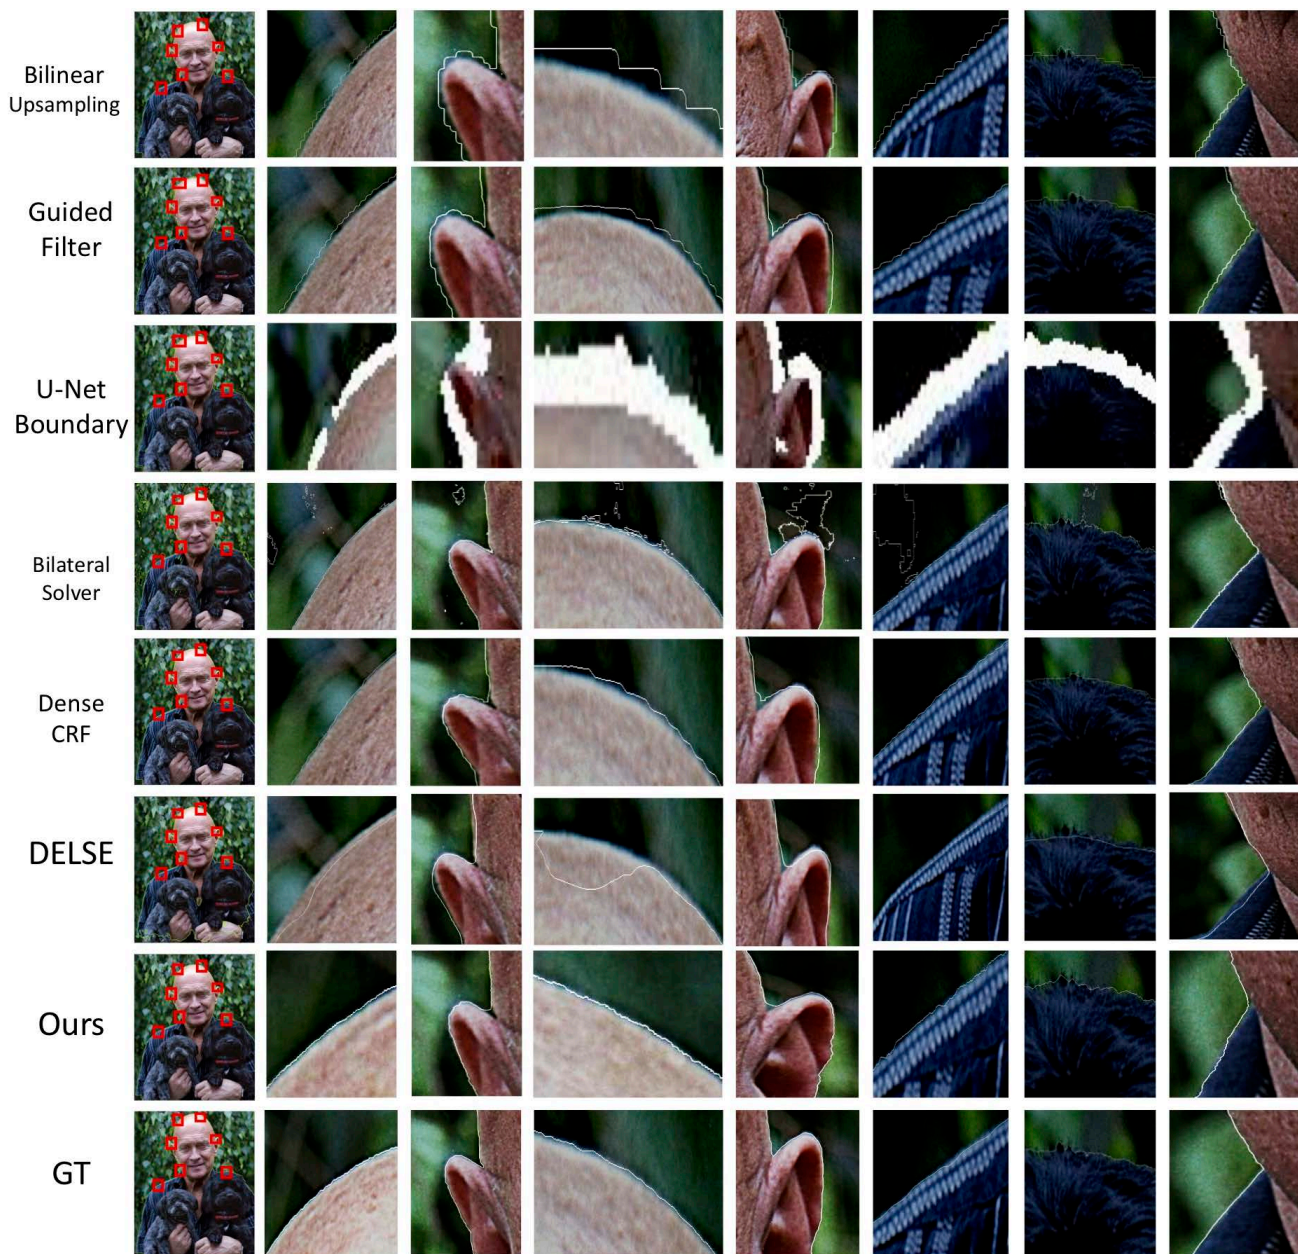 Bilinear
Upsampling
Guided
Filter
U-Net
Boundary
Bilateral
Solver
Dense
CRF
DELSE
Ours
GT